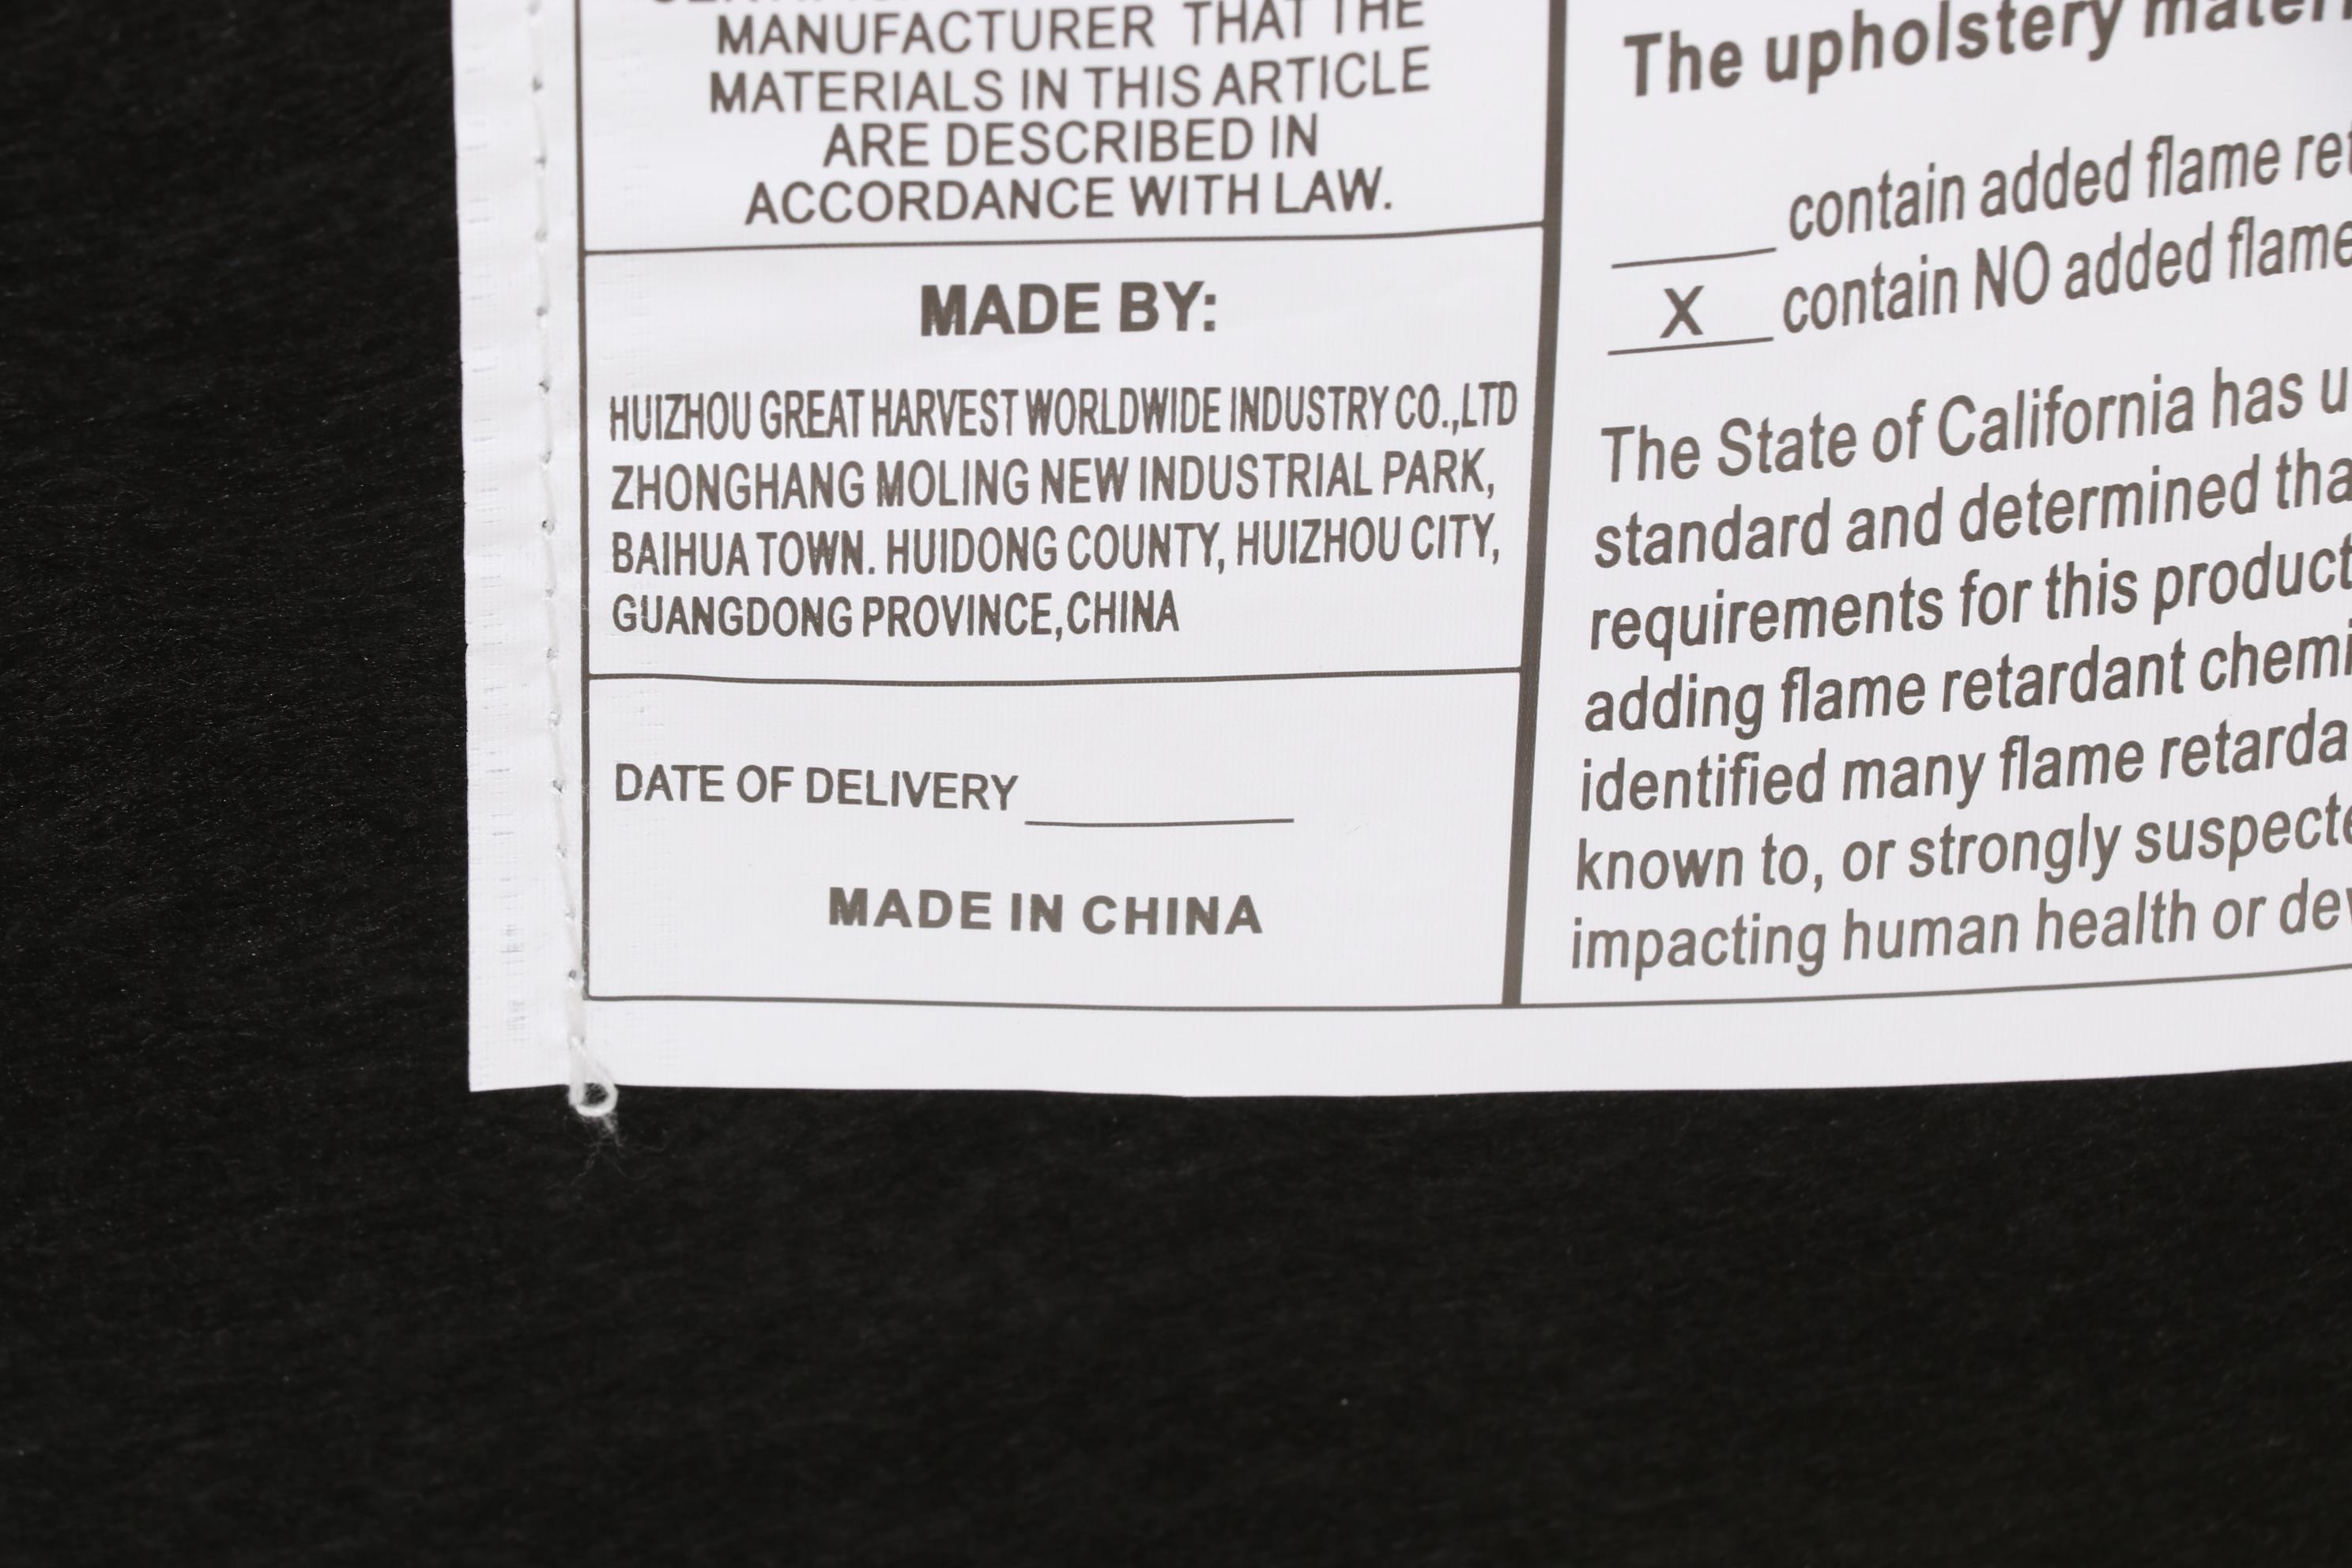 MANUFACTURER THAT THE
MATERIALS IN THIS ARTICLE
ARE DESCRIBED IN
ACCORDANCE WITH LAW.
MADE BY:
HUIZHOU GREAT HARVEST WORLDWIDE INDUSTRY CO.,LTD
ZHONGHANG MOLING NEW INDUSTRIAL PARK,
BAIHUA TOWN. HUIDONG COUNTY, HUIZHOU CITY,
GUANGDONG PROVINCE,CHINA
DATE OF DELIVERY
MADE IN CHINA
The upholstery
contain added flame
X contain NO added flame
The State of California has
standard and determined
requirements for this product
adding flame retardant
identified many flame
known to, or strongly
impacting human health or